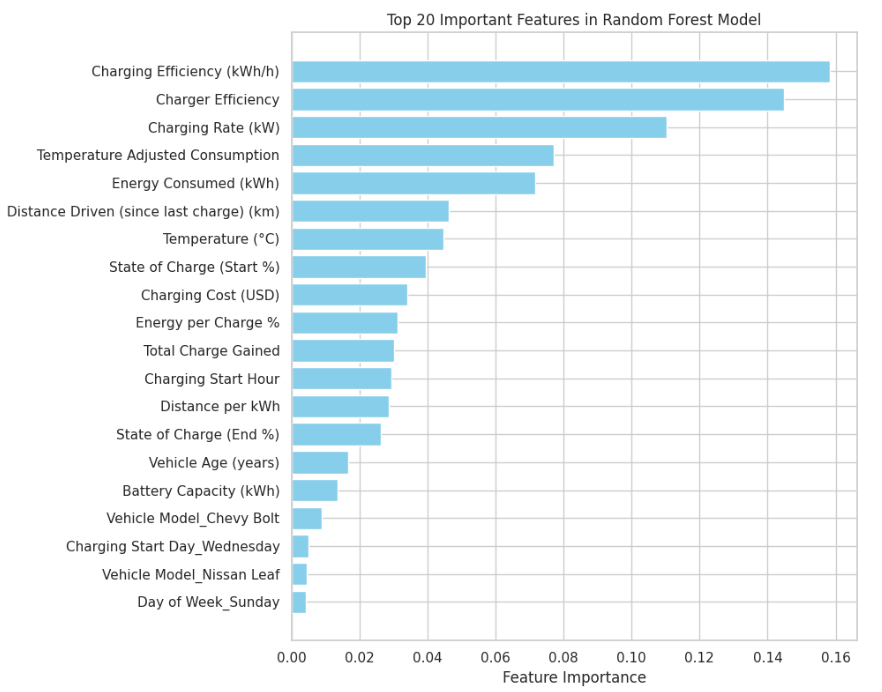 Top 20 Important Features in Random Forest Model
Charging Efficiency (kWh/h)
Charger Efficiency
Charging Rate (kW)
Temperature Adjusted Consumption
Energy Consumed (kWh)
Distance Driven (since last charge) (km)
Temperature (°C)
State of Charge (Start %)
Charging Cost (USD)
Energy per Charge %
Total Charge Gained
Charging Start Hour
Distance per kWh
State of Charge (End %)
Vehicle Age (years)
Battery Capacity (kWh)
Vehicle Model_Chevy Bolt
Charging Start Day_Wednesday
Vehicle Model_Nissan Leaf
Day of Week_Sunday
0.00 0.02 0.04 0.06 0.08 0.10 0.12 0.14 0.16
Feature Importance